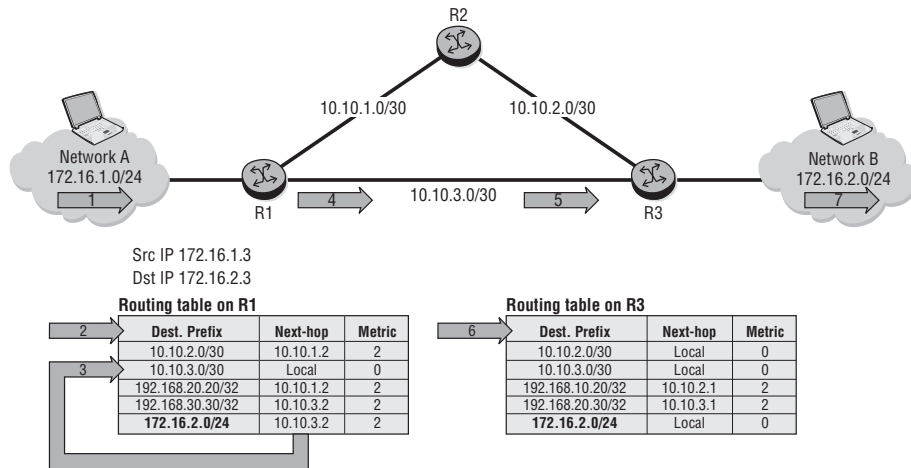 R2
10.10.1.0/30
10.10.2.0/30
Network A
172.16.1.0/24
1
R1
4
10.10.3.0/30
5
R3
Network B
172.16.2.0/24
7
Src IP 172.16.1.3
Dst IP 172.16.2.3
Routing table on R1
2
Dest. Prefix Next-hop Metric
10.10.2.0/30 10.10.1.2 2
3
10.10.3.0/30 Local 0
192.168.20.20/32 10.10.1.2 2
192.168.30.30/32 10.10.3.2 2
172.16.2.0/24 10.10.3.2 2
Routing table on R3
6
Dest. Prefix Next-hop Metric
10.10.2.0/30 Local 0
10.10.3.0/30 Local 0
192.168.10.20/32 10.10.2.1 2
192.168.20.30/32 10.10.3.1 2
172.16.2.0/24 Local 0